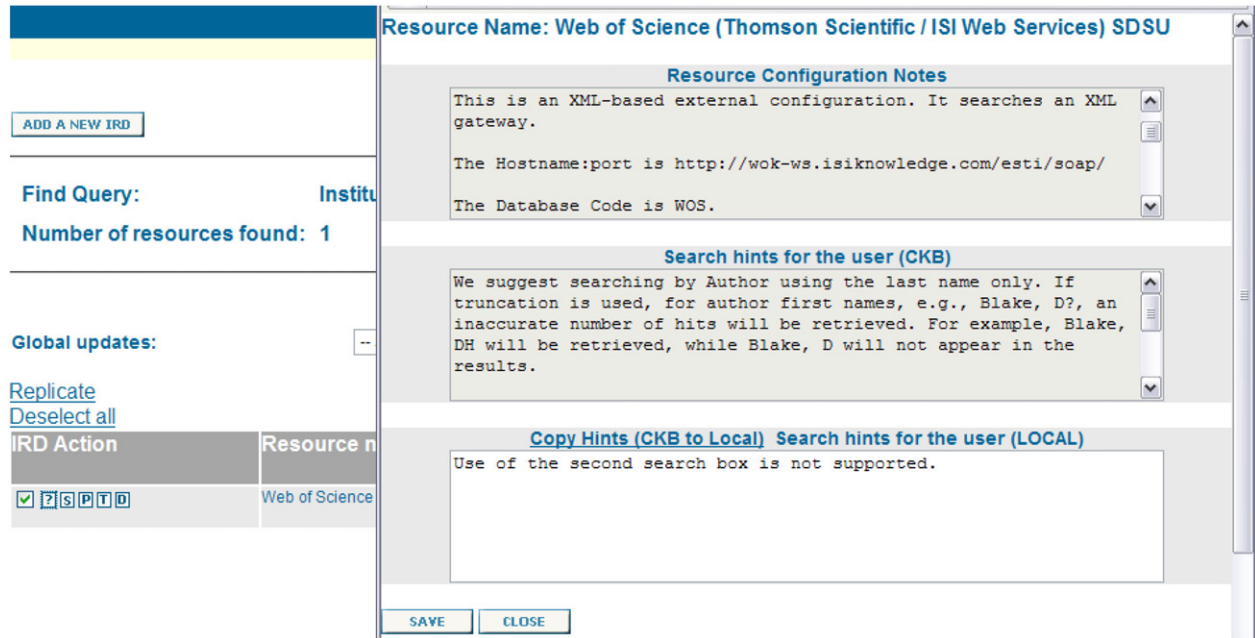 Resource Name: Web of Science (Thomson Scientific / ISI Web Services) SDSU
Resource Configuration Notes
This is an XML-based external configuration. It searches an XML
gateway.
The Hostname:port is http://wok-ws.isiknowledge.com/esti/soap/
The Database Code is WOS.
Search hints for the user (CKB)
We suggest searching by Author using the last name only. If
truncation is used, for author first names, e.g., Blake, D?, an
inaccurate number of hits will be retrieved. For example, Blake,
DH will be retrieved, while Blake, D will not appear in the
results.
Copy Hints (CKB to Local) Search hints for the user (LOCAL)
Use of the second search box is not supported.
SAVE CLOSE
ADD A NEW IRD
Find Query: Institu
Number of resources found: 1
Global updates: --
Replicate
Deselect all
IRD Action Resource n
? S P T D Web of Science